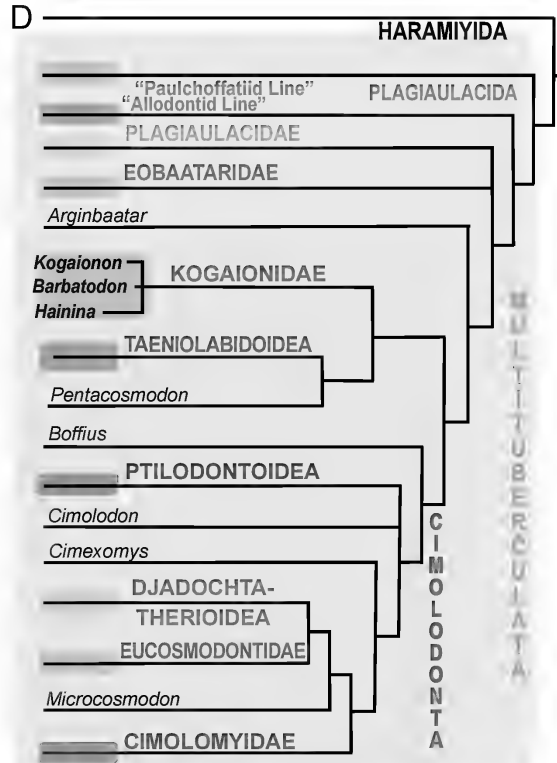 D
HARAMIYIDA
"Paulchoffatiid Line"
PLAGIAULACIDA
"Allodontid Line"
PLAGIAULACIDAE
EOBAATARIDAE
Arginbaatar
Kogaionon
Barbatodon
Hainina
KOGAIONIDAE
TAENIOLABIDOIDEA
Pentacosmodon
Boffius
PTILODONTOIDEA
Cimolodon
Cimexomys
DJADOCHTA-
THERIOIDEA
EUCOSMODONTIDAE
Microcosmodon
CIMOLOMYIDAE
CIMOLODONTA
MULTITUBERCULATA